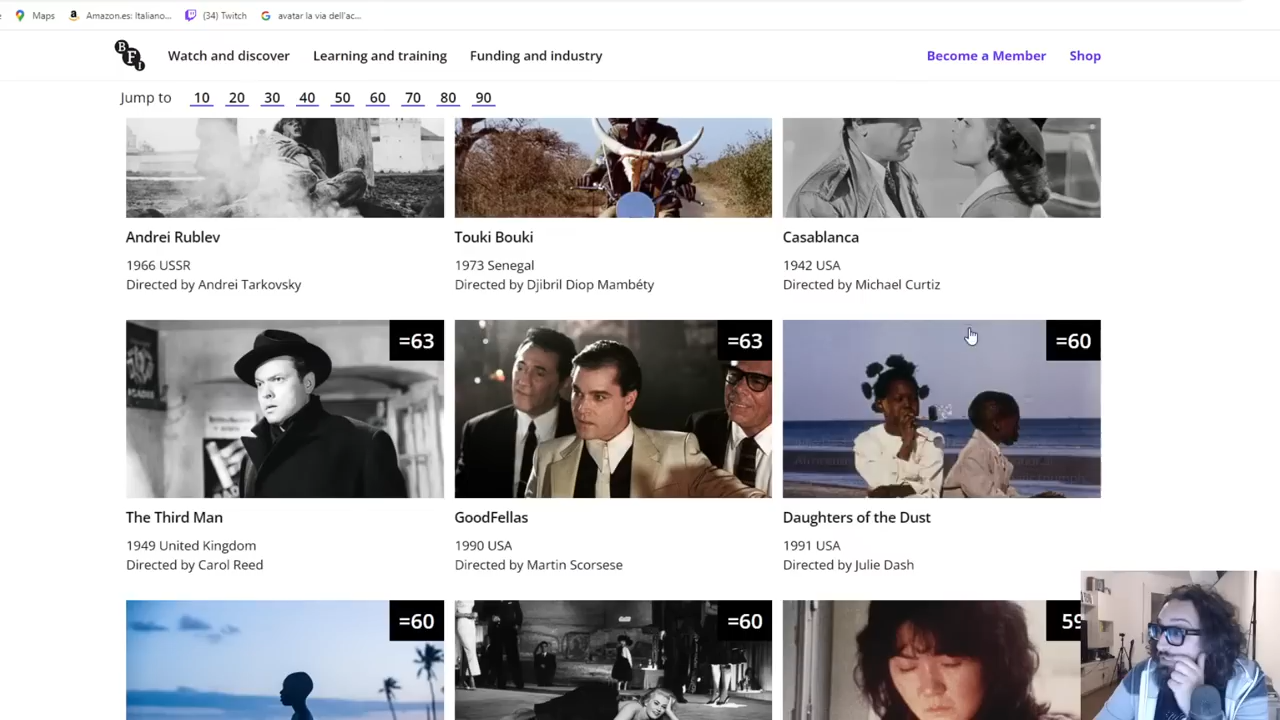 Maps
Amazon.es: Italiano...
(34) Twitch
avatar la via dell'ac...
BFI
Watch and discover
Learning and training
Funding and industry
Become a Member
Shop
Jump to 10 20 30 40 50 60 70 80 90
Andrei Rublev
1966 USSR
Directed by Andrei Tarkovsky
Touki Bouki
1973 Senegal
Directed by Djibril Diop Mambéty
Casablanca
1942 USA
Directed by Michael Curtiz
=63
The Third Man
1949 United Kingdom
Directed by Carol Reed
=63
GoodFellas
1990 USA
Directed by Martin Scorsese
=60
Daughters of the Dust
1991 USA
Directed by Julie Dash
=60
=60
59